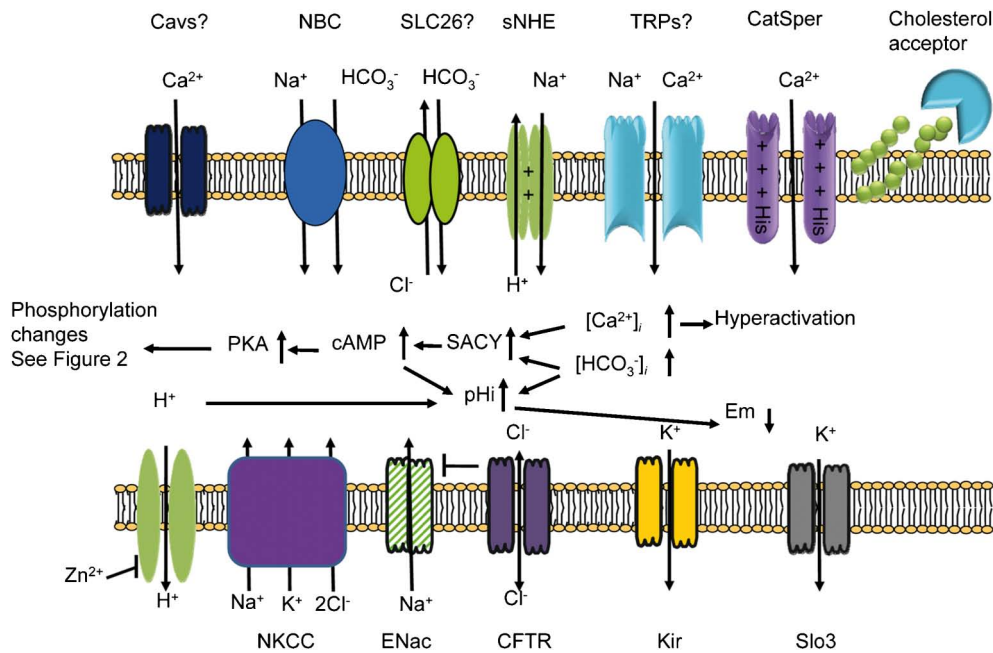 Cavs? NBC SLC26? sNHE TRPs? CatSper Cholesterol
acceptor
Ca²⁺ Na⁺ HCO₃⁻ HCO₃⁻ Na⁺ Na⁺ Ca²⁺ Ca²⁺
+ +
+ + + His
+ + + His
Cl⁻ H⁺
Phosphorylation
changes
See Figure 2
PKA cAMP SACY [Ca²⁺]i Hyperactivation
[HCO₃⁻]i
H⁺ pHi Em
Cl⁻ K⁺ K⁺
Zn²⁺
H⁺ Na⁺ K⁺ 2Cl⁻ Na⁺ Cl⁻
NKCC ENac CFTR Kir Slo3